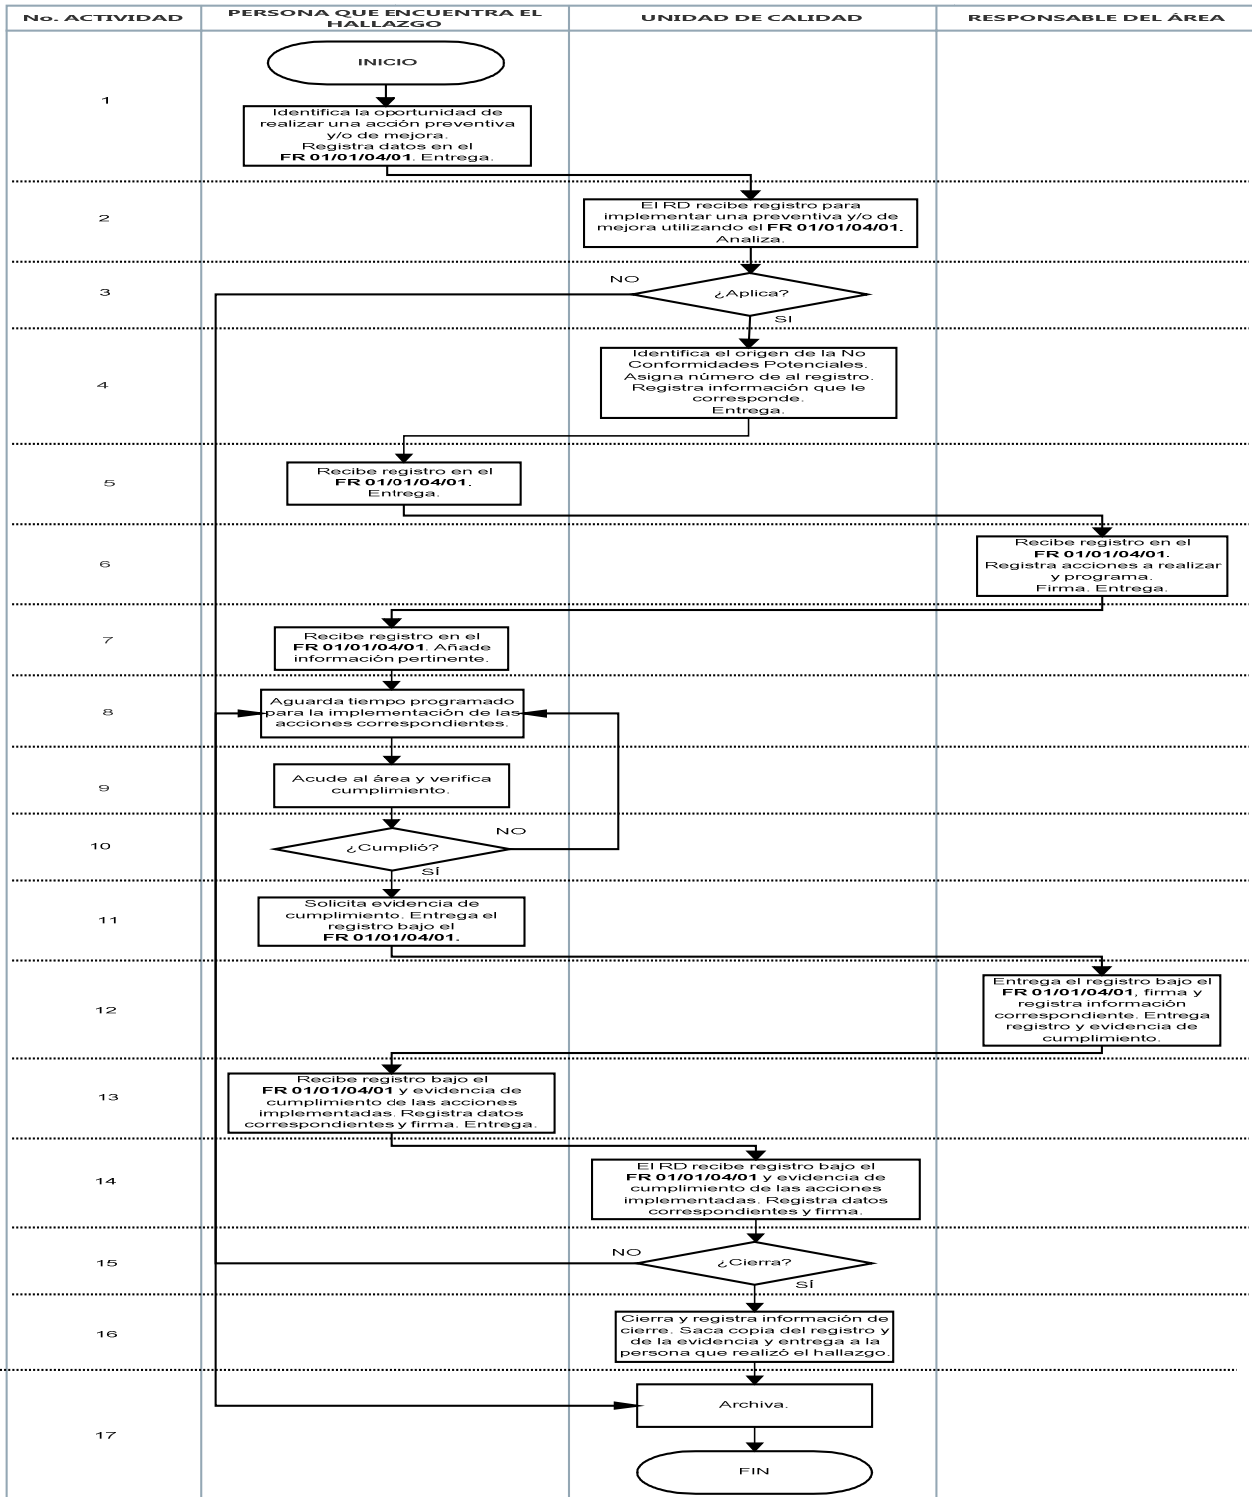 No. ACTIVIDAD
PERSONA QUE ENCUENTRA EL
HALLAZGO
UNIDAD DE CALIDAD
RESPONSABLE DEL ÁREA
1
INICIO
Identifica la oportunidad de
realizar una acción preventiva
y/o de mejora.
Registra datos en el
FR 01/01/04/01. Entrega.
2
El RD recibe registro para
implementar una preventiva y/o de
mejora utilizando el FR 01/01/04/01.
Analiza.
3
NO
¿Aplica?
SI
4
Identifica el origen de la No
Conformidades Potenciales.
Asigna número de al registro.
Registra información que le
corresponde.
Entrega.
5
Recibe registro en el
FR 01/01/04/01.
Entrega.
6
Recibe registro en el
FR 01/01/04/01.
Registra acciones a realizar
y programa.
Firma. Entrega.
7
Recibe registro en el
FR 01/01/04/01. Añade
información pertinente.
8
Aguarda tiempo programado
para la implementación de las
acciones correspondientes.
9
Acude al área y verifica
cumplimiento.
10
NO
¿Cumplió?
SÍ
11
Solicita evidencia de
cumplimiento. Entrega el
registro bajo el
FR 01/01/04/01.
12
Entrega el registro bajo el
FR 01/01/04/01, firma y
registra información
correspondiente. Entrega
registro y evidencia de
cumplimiento.
13
Recibe registro bajo el
FR 01/01/04/01 y evidencia de
cumplimiento de las acciones
implementadas. Registra datos
correspondientes y firma. Entrega.
14
El RD recibe registro bajo el
FR 01/01/04/01 y evidencia de
cumplimiento de las acciones
implementadas. Registra datos
correspondientes y firma.
15
NO
¿Cierra?
SÍ
16
Cierra y registra información de
cierre. Saca copia del registro y
de la evidencia y entrega a la
persona que realizó el hallazgo.
17
Archiva.
FIN